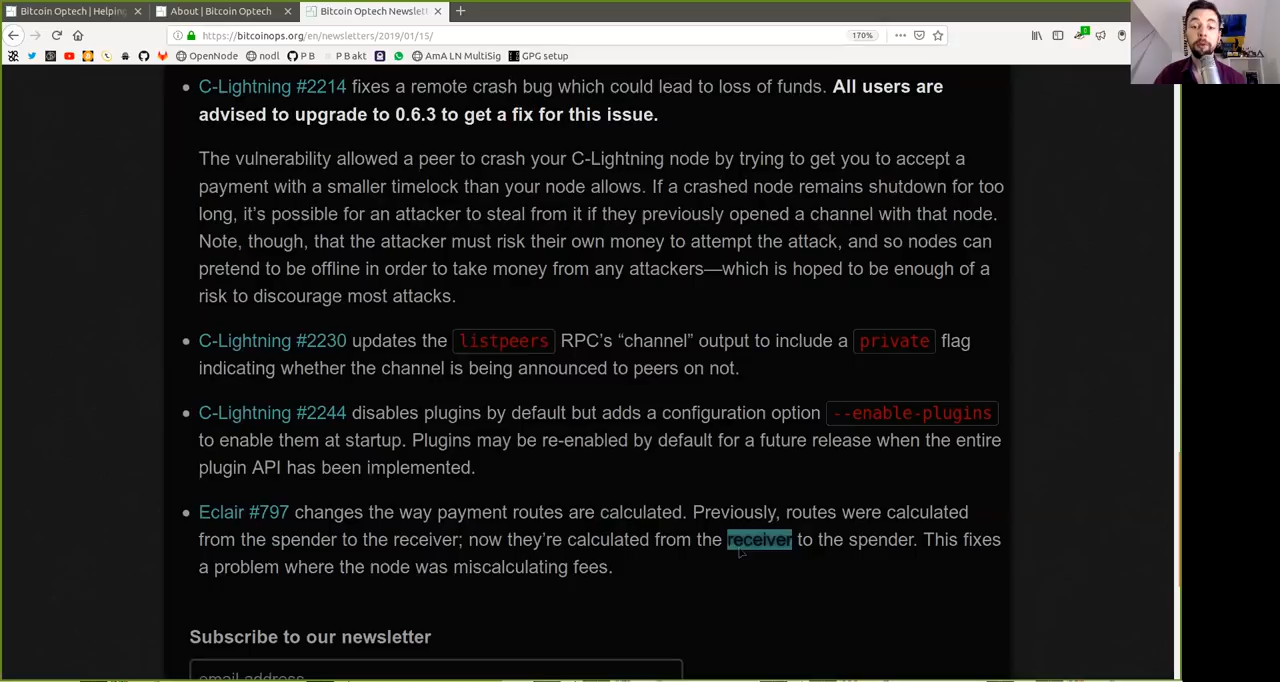 Bitcoin Optech | Helping
About | Bitcoin Optech
Bitcoin Optech Newslett
https://bitcoinops.org/en/newsletters/2019/01/15/
170%
OpenNode
nodl
P B
P B akt
AmA LN MultiSig
GPG setup
C-Lightning #2214 fixes a remote crash bug which could lead to loss of funds. All users are
advised to upgrade to 0.6.3 to get a fix for this issue.
The vulnerability allowed a peer to crash your C-Lightning node by trying to get you to accept a
payment with a smaller timelock than your node allows. If a crashed node remains shutdown for too
long, it’s possible for an attacker to steal from it if they previously opened a channel with that node.
Note, though, that the attacker must risk their own money to attempt the attack, and so nodes can
pretend to be offline in order to take money from any attackers—which is hoped to be enough of a
risk to discourage most attacks.
C-Lightning #2230 updates the listpeers RPC’s “channel” output to include a private flag
indicating whether the channel is being announced to peers on not.
C-Lightning #2244 disables plugins by default but adds a configuration option --enable-plugins
to enable them at startup. Plugins may be re-enabled by default for a future release when the entire
plugin API has been implemented.
Eclair #797 changes the way payment routes are calculated. Previously, routes were calculated
from the spender to the receiver; now they’re calculated from the receiver to the spender. This fixes
a problem where the node was miscalculating fees.
Subscribe to our newsletter
email address